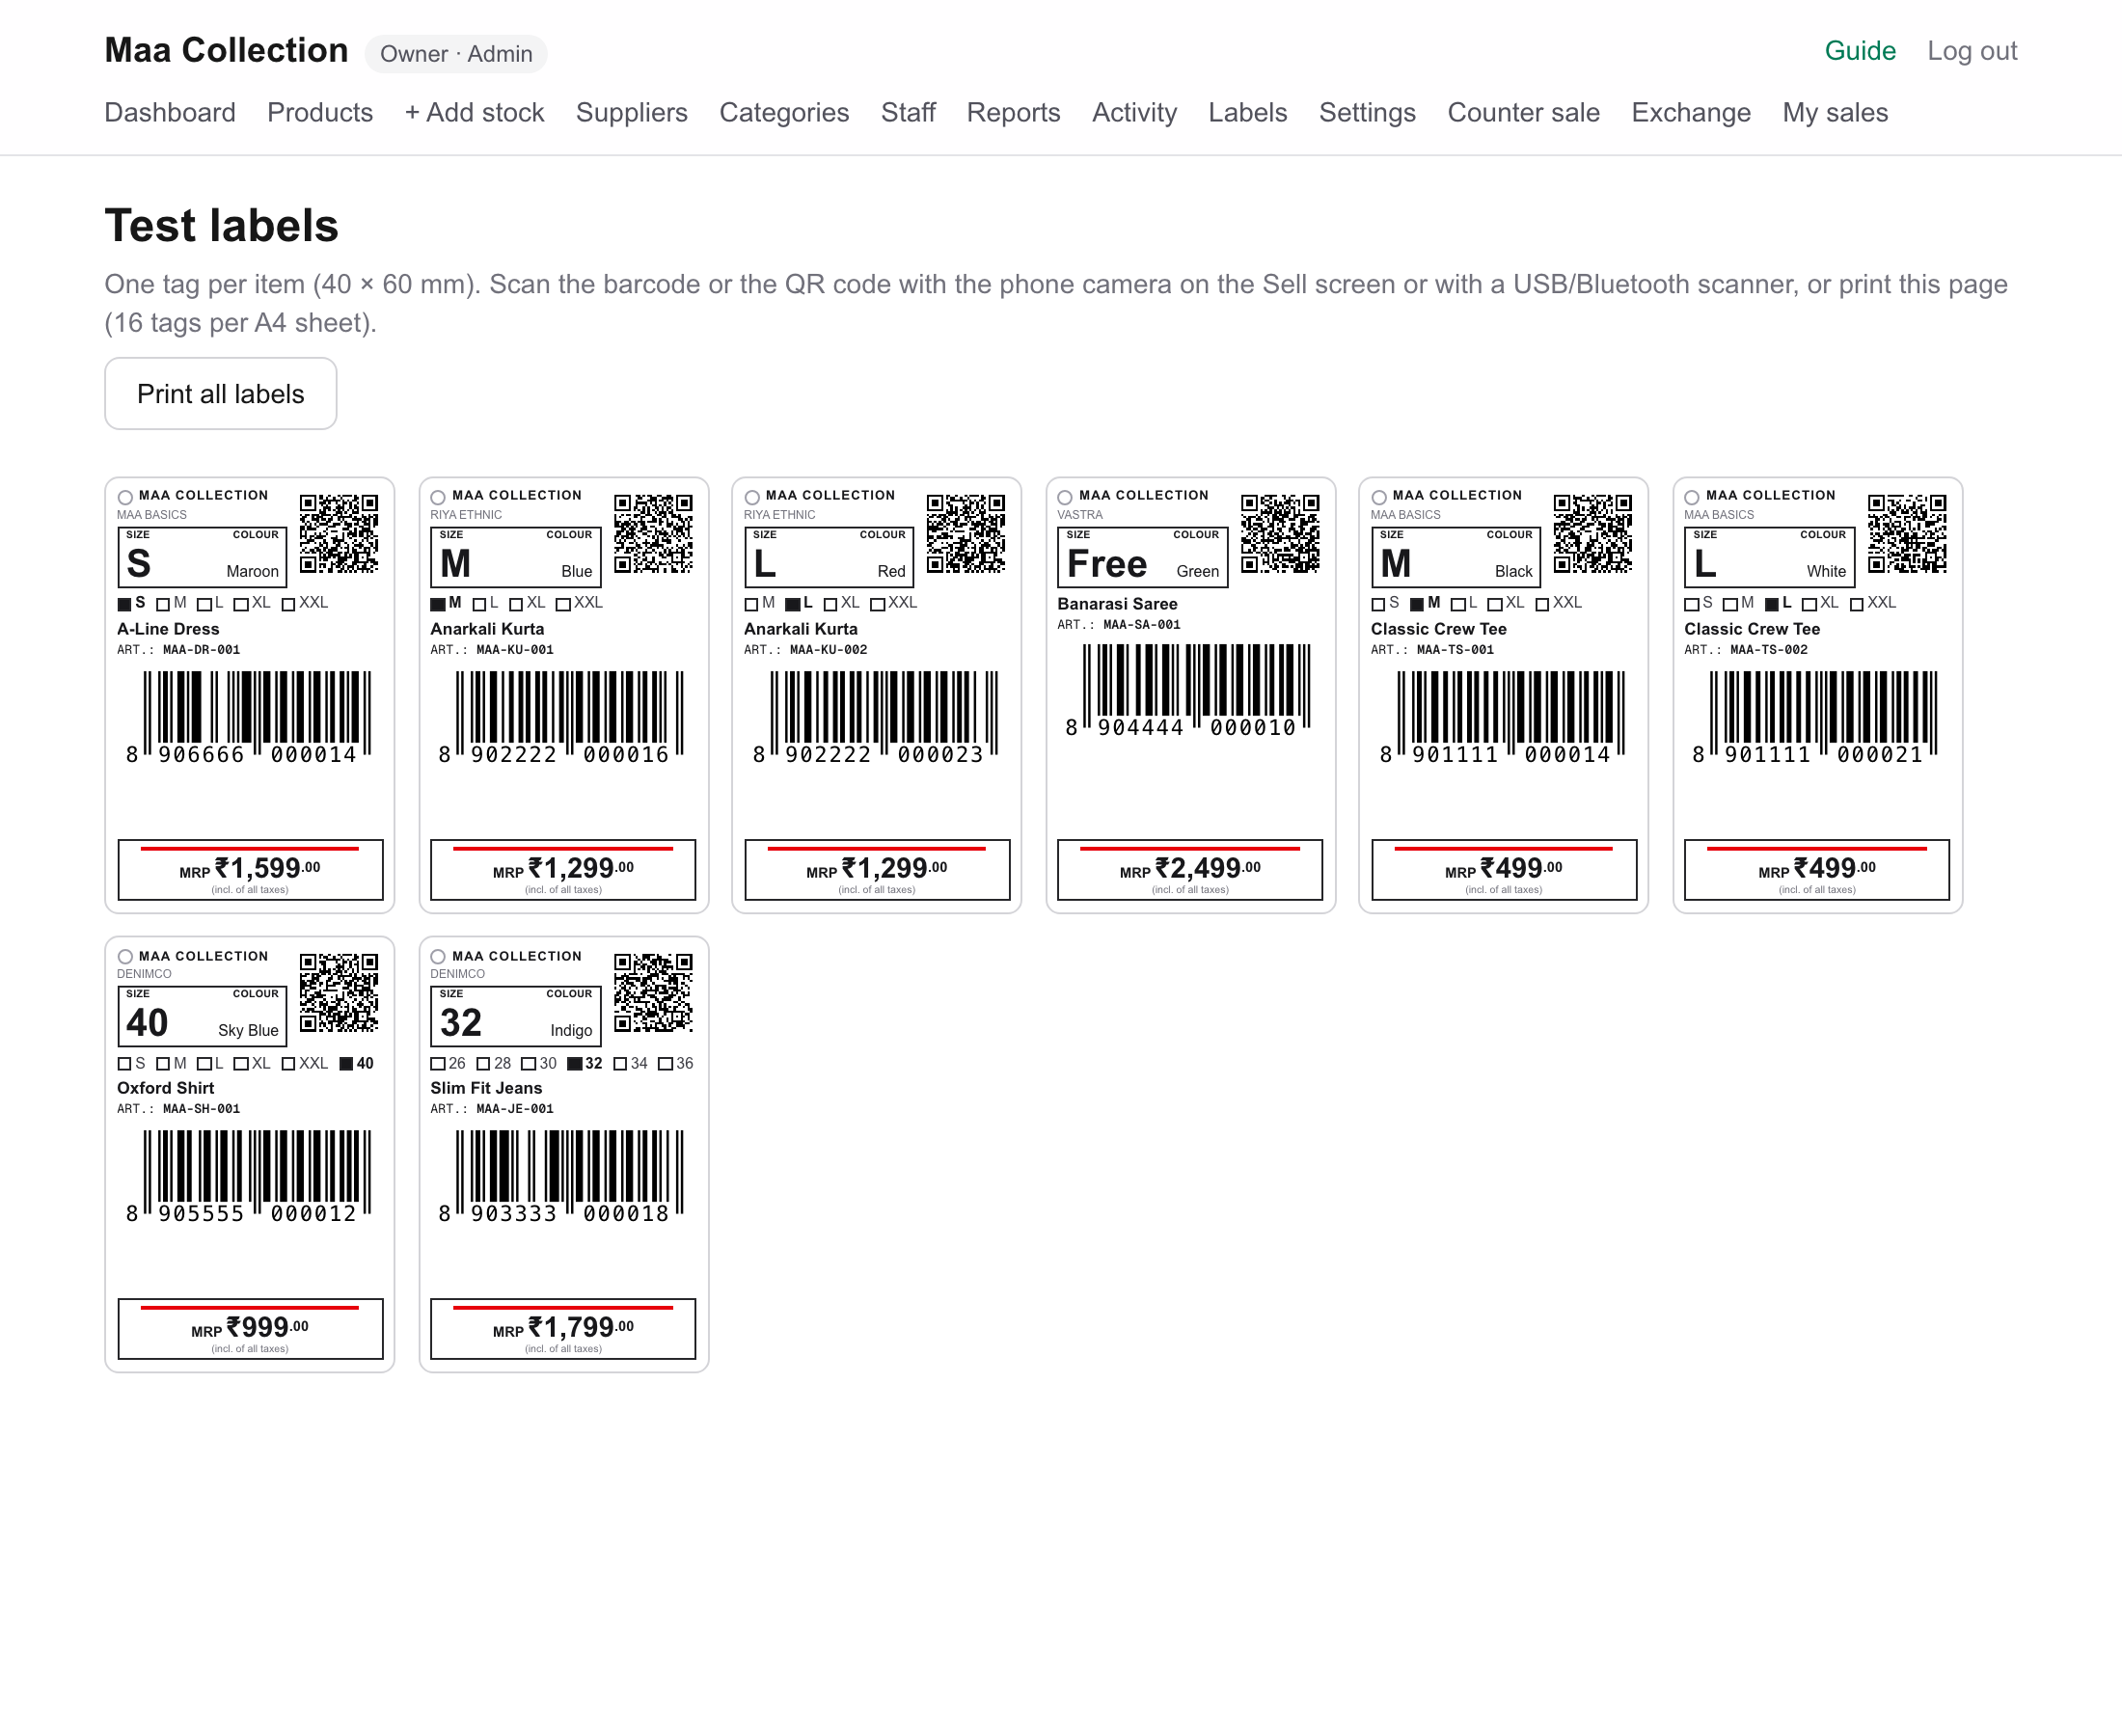 Maa Collection Owner · Admin Guide Log out
Dashboard Products + Add stock Suppliers Categories Staff Reports Activity Labels Settings Counter sale Exchange My sales
Test labels
One tag per item (40 × 60 mm). Scan the barcode or the QR code with the phone camera on the Sell screen or with a USB/Bluetooth scanner, or print this page
(16 tags per A4 sheet).
Print all labels
MAA COLLECTION
MAA BASICS
SIZE COLOUR
S Maroon
S M L XL XXL
A-Line Dress
ART.: MAA-DR-001
8 906666 000014
MRP ₹1,599.00
(incl. of all taxes)
MAA COLLECTION
RIYA ETHNIC
SIZE COLOUR
M Blue
M L XL XXL
Anarkali Kurta
ART.: MAA-KU-001
8 902222 000016
MRP ₹1,299.00
(incl. of all taxes)
MAA COLLECTION
RIYA ETHNIC
SIZE COLOUR
L Red
M L XL XXL
Anarkali Kurta
ART.: MAA-KU-002
8 902222 000023
MRP ₹1,299.00
(incl. of all taxes)
MAA COLLECTION
VASTRA
SIZE COLOUR
Free Green
Banarasi Saree
ART.: MAA-SA-001
8 904444 000010
MRP ₹2,499.00
(incl. of all taxes)
MAA COLLECTION
MAA BASICS
SIZE COLOUR
M Black
S M L XL XXL
Classic Crew Tee
ART.: MAA-TS-001
8 901111 000014
MRP ₹499.00
(incl. of all taxes)
MAA COLLECTION
MAA BASICS
SIZE COLOUR
L White
S M L XL XXL
Classic Crew Tee
ART.: MAA-TS-002
8 901111 000021
MRP ₹499.00
(incl. of all taxes)
MAA COLLECTION
DENIMCO
SIZE COLOUR
40 Sky Blue
S M L XL XXL 40
Oxford Shirt
ART.: MAA-SH-001
8 905555 000012
MRP ₹999.00
(incl. of all taxes)
MAA COLLECTION
DENIMCO
SIZE COLOUR
32 Indigo
26 28 30 32 34 36
Slim Fit Jeans
ART.: MAA-JE-001
8 903333 000018
MRP ₹1,799.00
(incl. of all taxes)